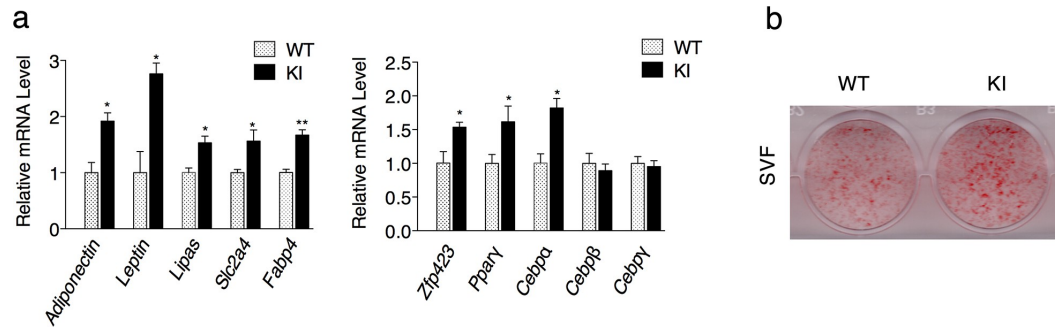 a
Relative mRNA Level
3
2
1
0
WT
KI
*
*
*
*
**
Adiponectin
Leptin
Lipas
Slc2a4
Fabp4
Relative mRNA Level
2.5
2.0
1.5
1.0
0.5
0.0
WT
KI
*
*
*
Zfp423
Pparγ
Cebpα
Cebpβ
Cebpγ
b
WT
KI
SVF
B3